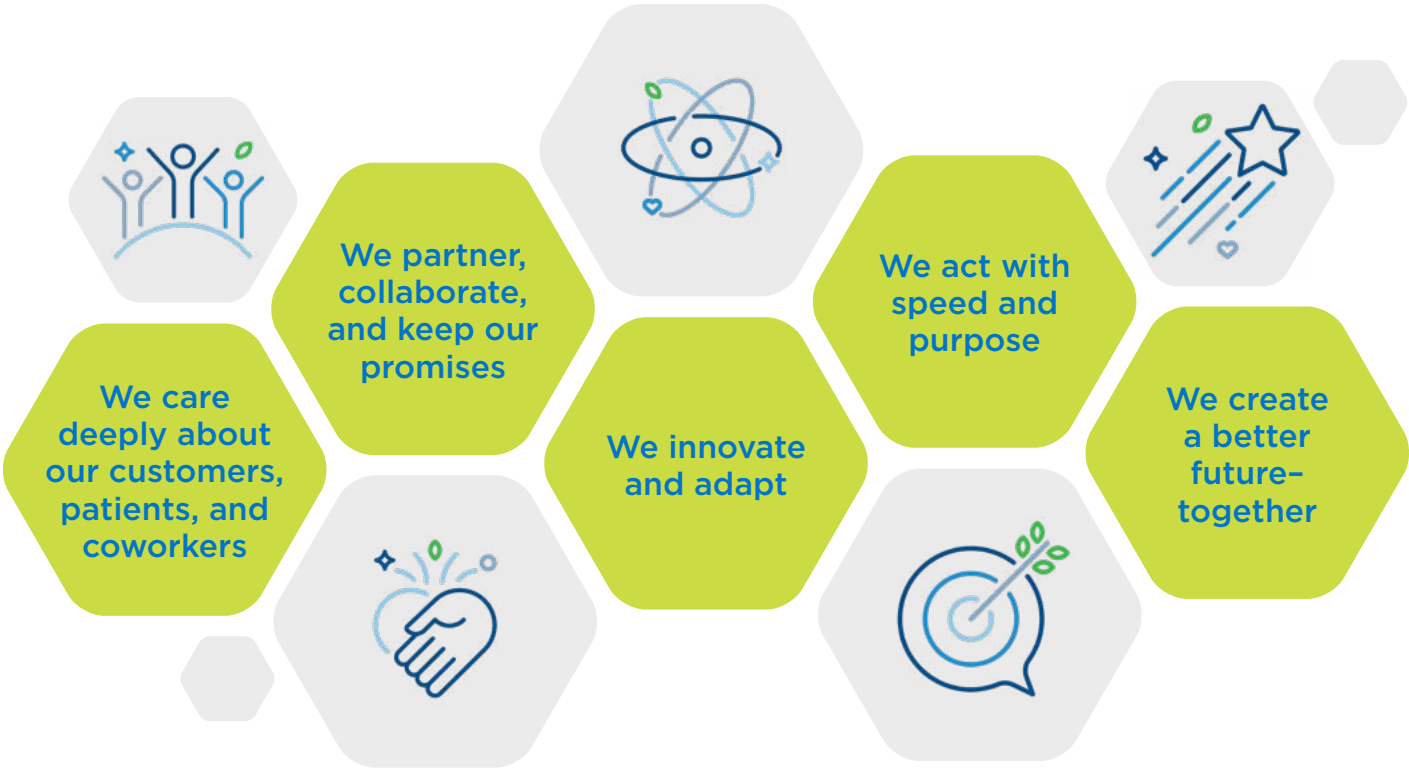 We care
deeply about
our customers,
patients, and
coworkers
We partner,
collaborate,
and keep our
promises
We innovate
and adapt
We act with
speed and
purpose
We create
a better
future–
together